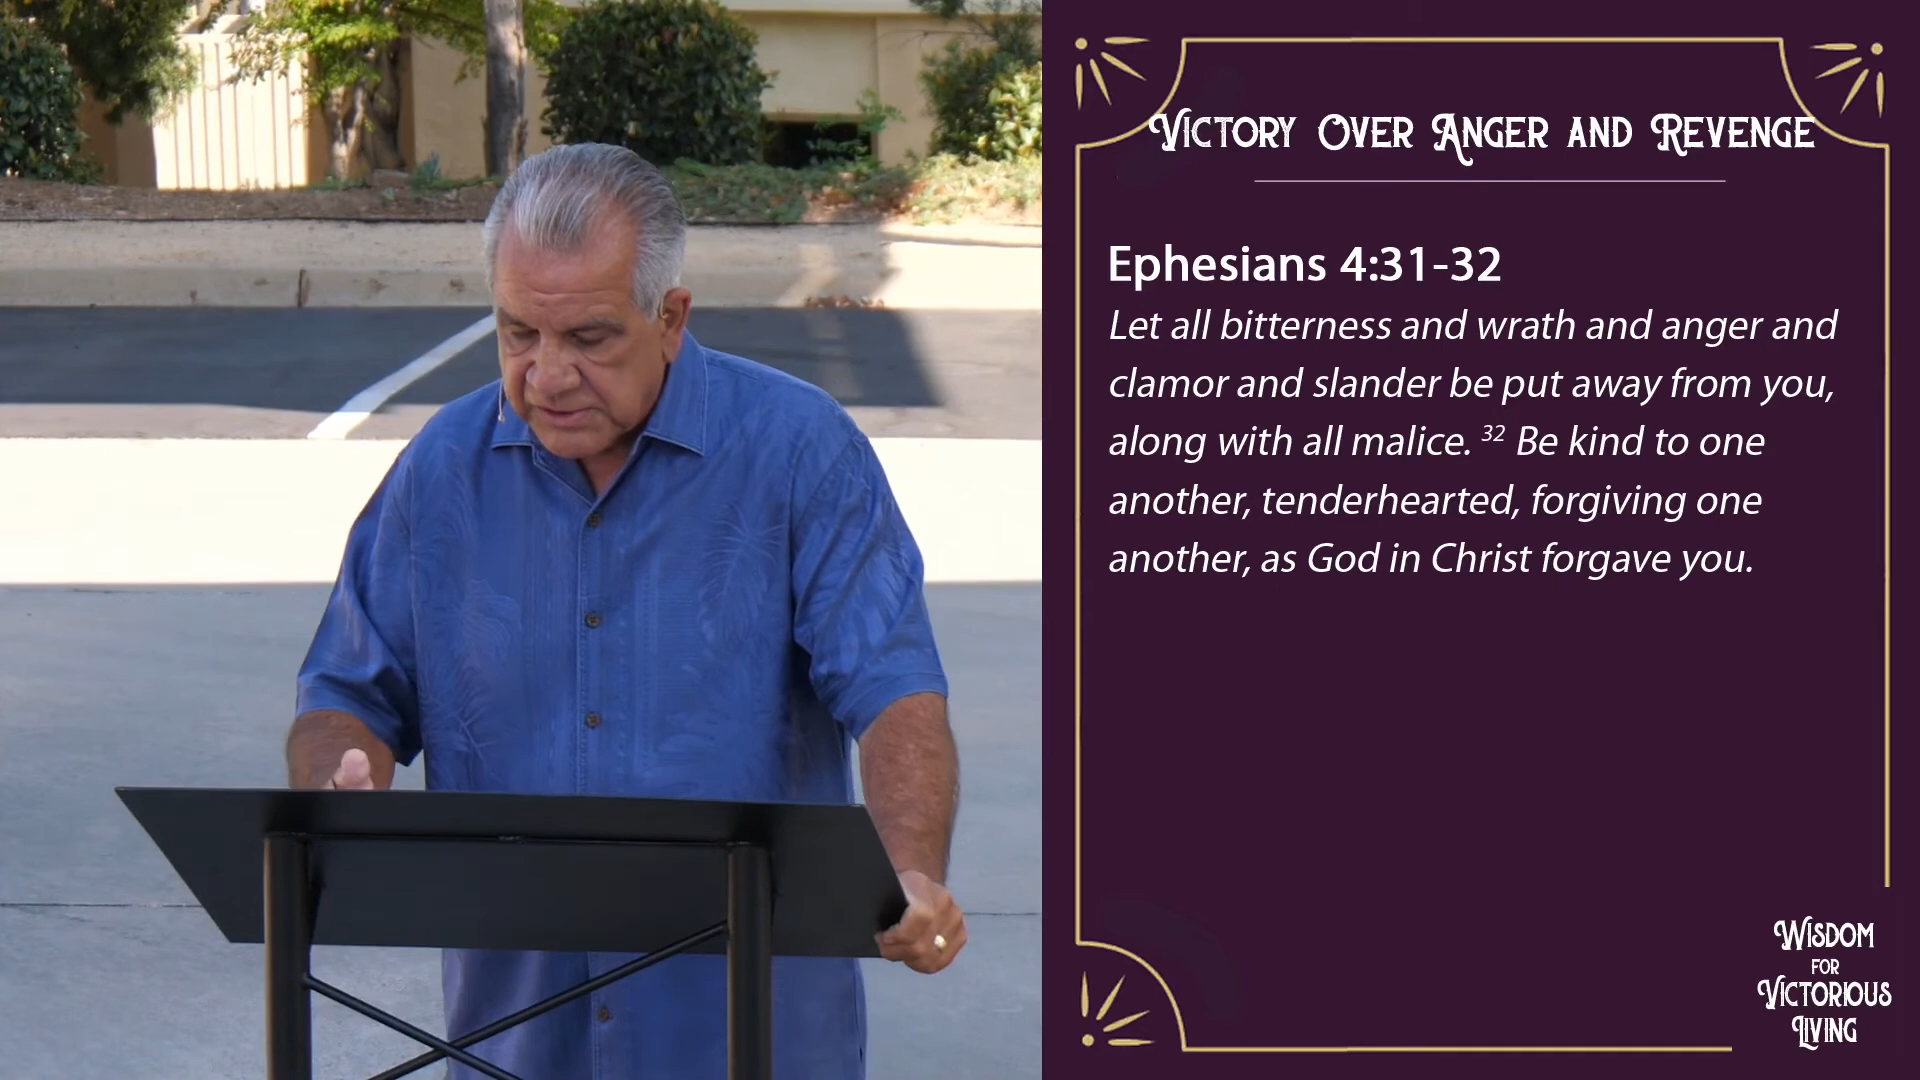 Victory Over Anger and Revenge
Ephesians 4:31-32
Let all bitterness and wrath and anger and
clamor and slander be put away from you,
along with all malice. 32 Be kind to one
another, tenderhearted, forgiving one
another, as God in Christ forgave you.
Wisdom
for
Victorious
Living